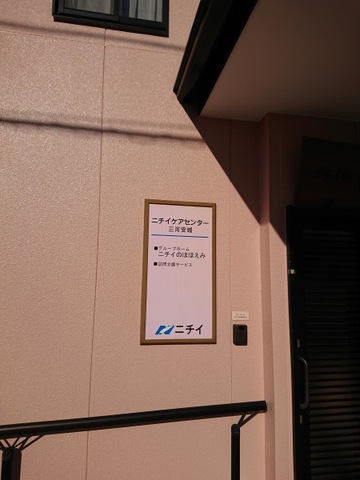 ニチイケアセンター
三河安城
■グループホーム
ニチイのほほえみ
■訪問介護サービス
ニチイ